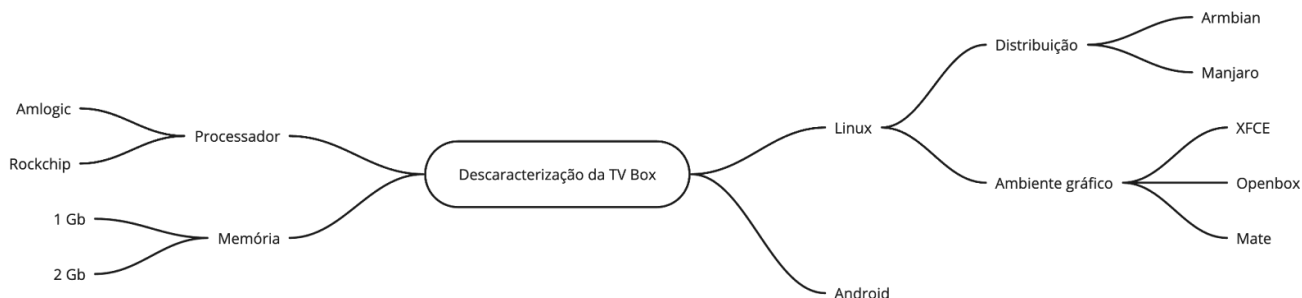 Descaracterização da TV Box
Processador
Amlogic
Rockchip
Memória
1 Gb
2 Gb
Linux
Distribuição
Armbian
Manjaro
Ambiente gráfico
XFCE
Openbox
Mate
Android